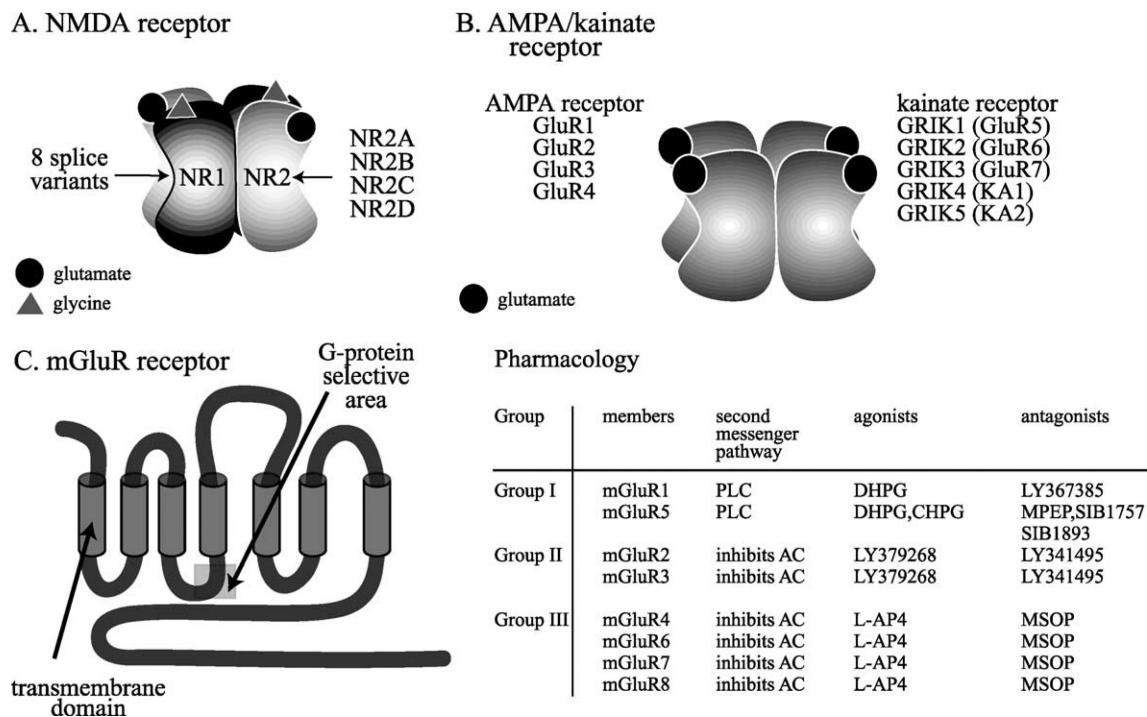 A. NMDA receptor
8 splice
variants
NR1
NR2
NR2A
NR2B
NR2C
NR2D
glutamate
glycine
B. AMPA/kainate
receptor
AMPA receptor
GluR1
GluR2
GluR3
GluR4
kainate receptor
GRIK1 (GluR5)
GRIK2 (GluR6)
GRIK3 (GluR7)
GRIK4 (KA1)
GRIK5 (KA2)
glutamate
C. mGluR receptor
G-protein
selective
area
transmembrane
domain
Pharmacology
Group members second agonists antagonists
messenger
pathway
Group I mGluR1 PLC DHPG LY367385
mGluR5 PLC DHPG,CHPG MPEP,SIB1757
SIB1893
Group II mGluR2 inhibits AC LY379268 LY341495
mGluR3 inhibits AC LY379268 LY341495
Group III mGluR4 inhibits AC L-AP4 MSOP
mGluR6 inhibits AC L-AP4 MSOP
mGluR7 inhibits AC L-AP4 MSOP
mGluR8 inhibits AC L-AP4 MSOP